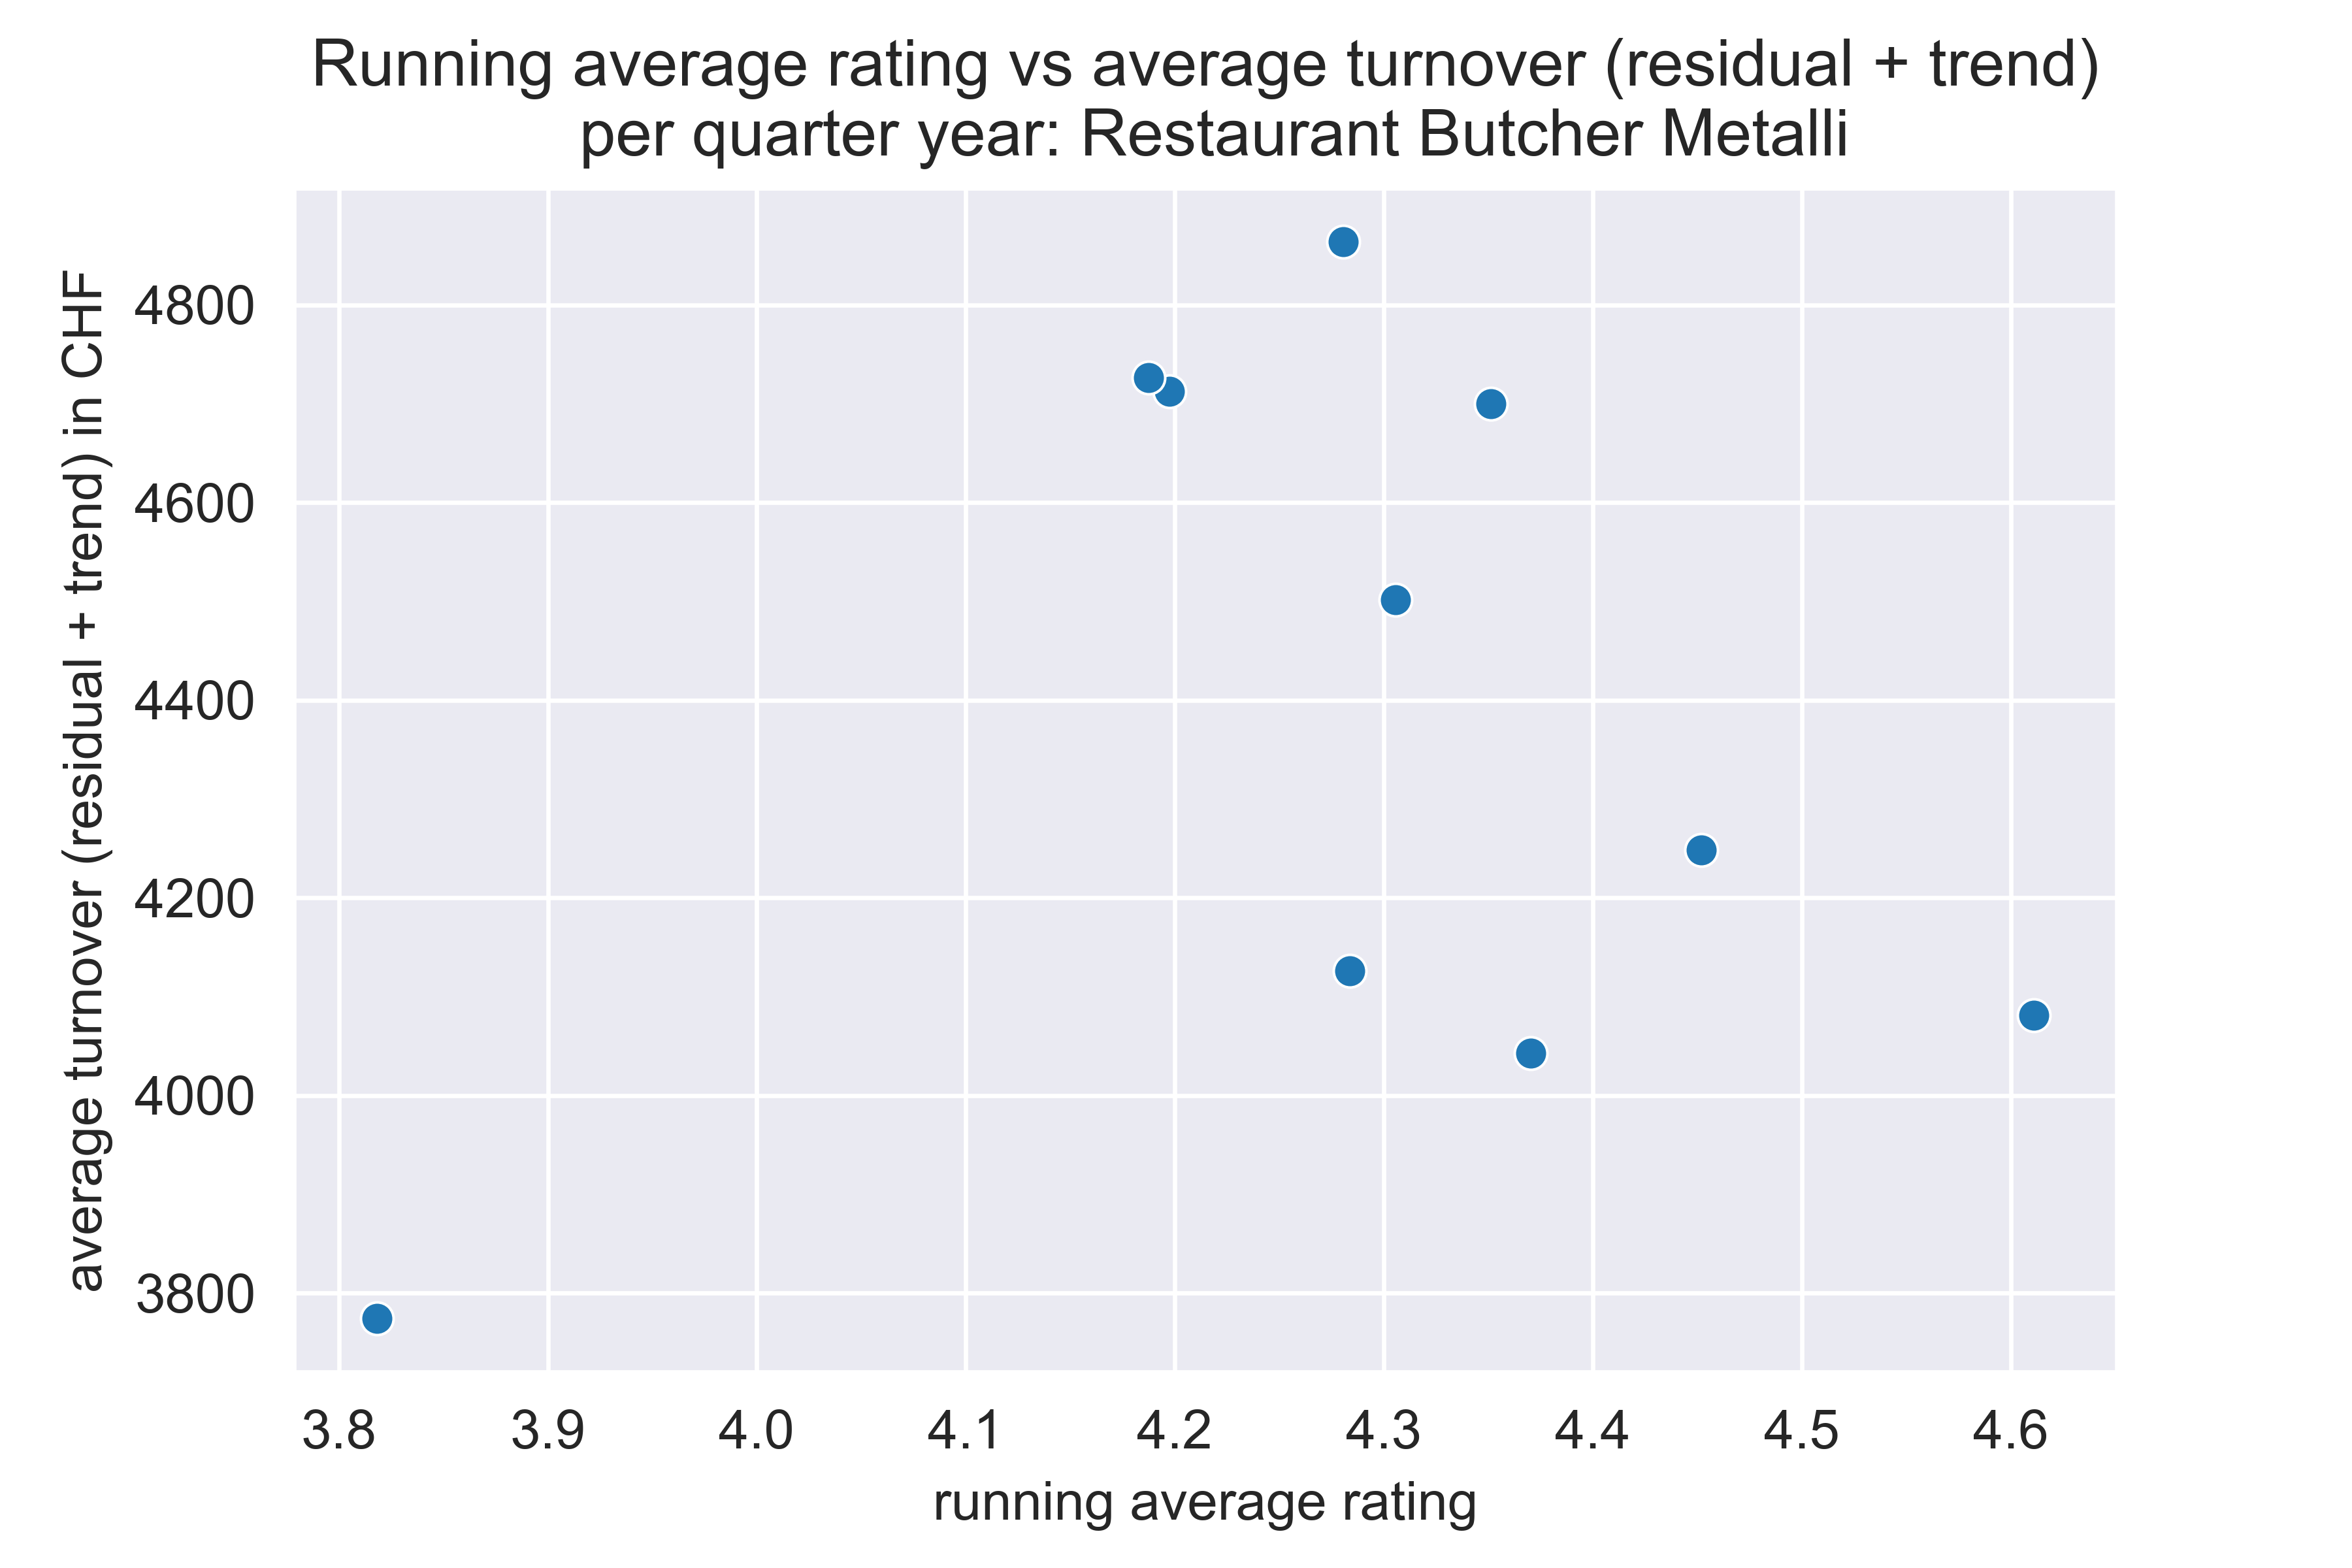 Running average rating vs average turnover (residual + trend)
per quarter year: Restaurant Butcher Metalli
average turnover (residual + trend) in CHF
4800
4600
4400
4200
4000
3800
3.8 3.9 4.0 4.1 4.2 4.3 4.4 4.5 4.6
running average rating